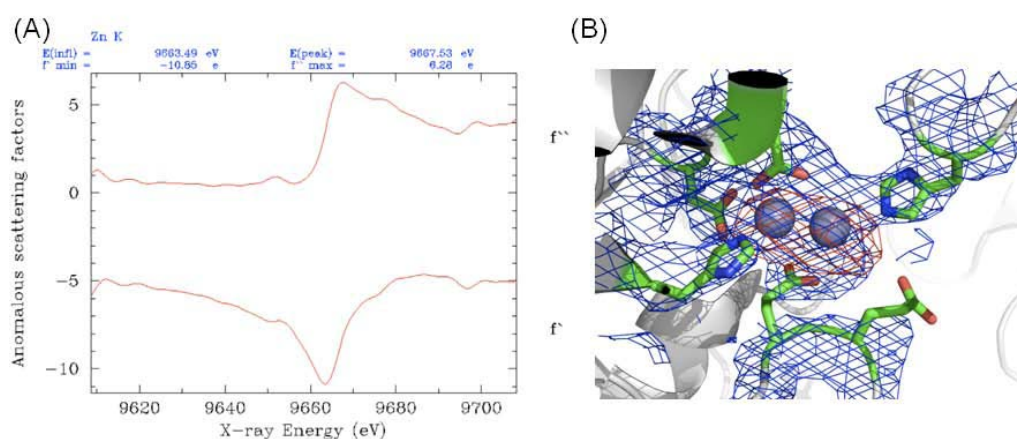 (A)
Zn K
E(infl) = 9663.49 eV E(peak) = 9667.53 eV
f' min = -10.85 e f'' max = 6.28 e
5
0
-5
-10
Anomalous scattering factors
9620 9640 9660 9680 9700
X-ray Energy (eV)
f``
f`
(B)